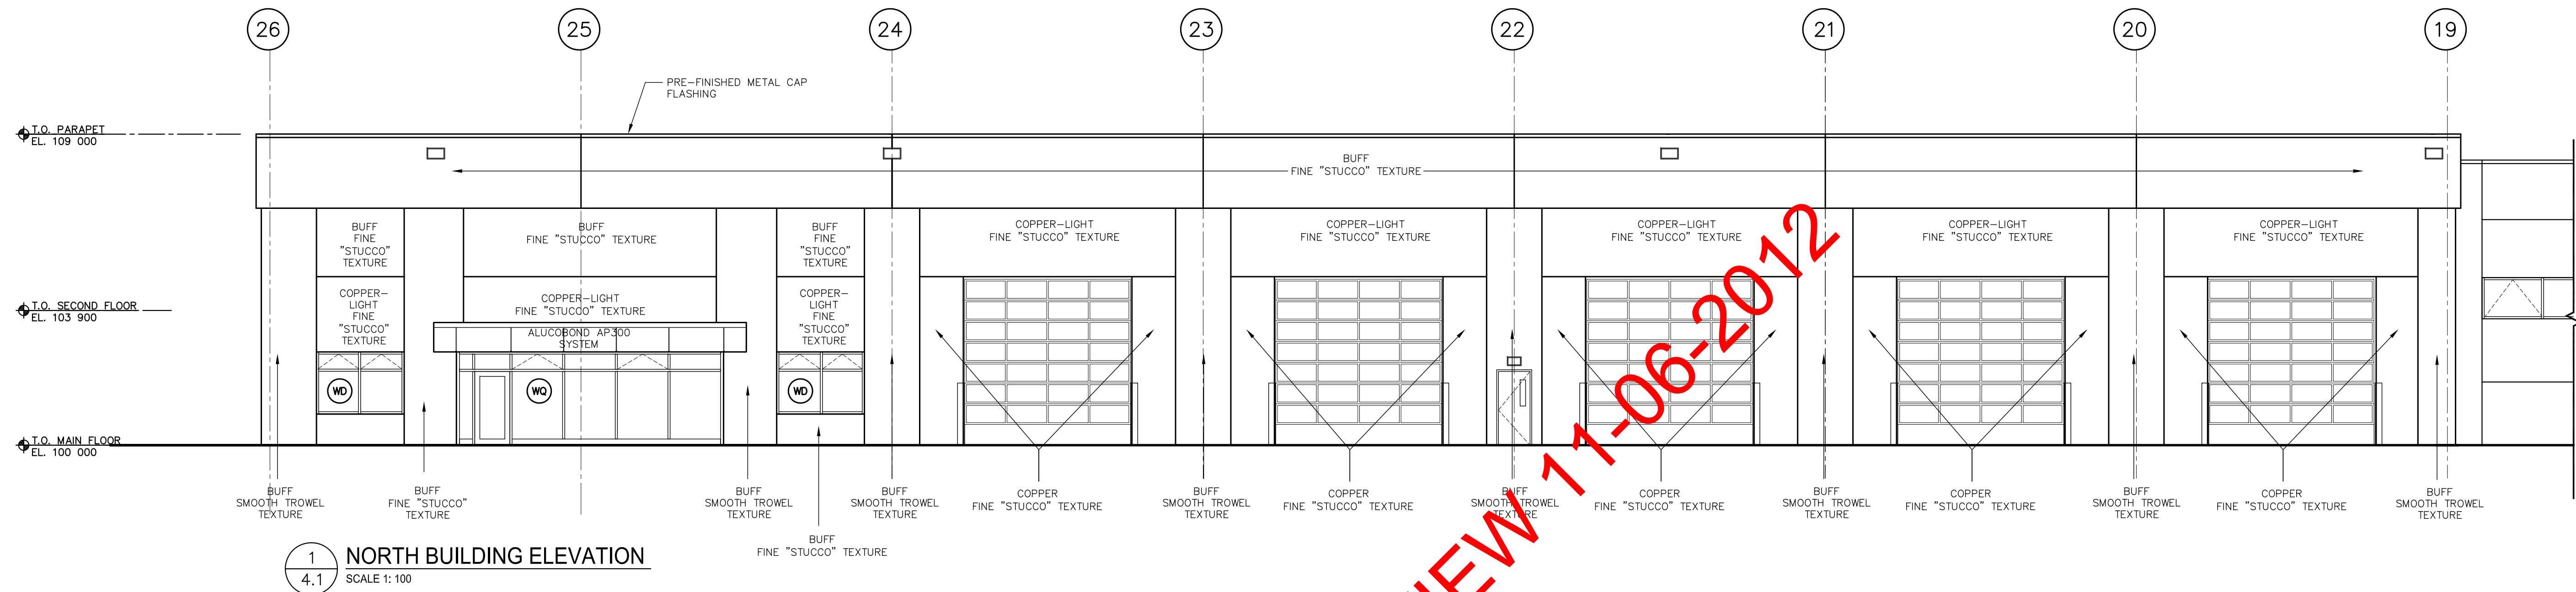 26
25
24
23
22
21
20
19
PRE-FINISHED METAL CAP
FLASHING
T.O. PARAPET
EL. 109 000
BUFF
FINE "STUCCO" TEXTURE
BUFF
FINE
"STUCCO"
TEXTURE
BUFF
FINE "STUCCO" TEXTURE
BUFF
FINE
"STUCCO"
TEXTURE
COPPER-LIGHT
FINE "STUCCO" TEXTURE
COPPER-LIGHT
FINE "STUCCO" TEXTURE
COPPER-LIGHT
FINE "STUCCO" TEXTURE
COPPER-LIGHT
FINE "STUCCO" TEXTURE
COPPER-LIGHT
FINE "STUCCO" TEXTURE
T.O. SECOND FLOOR
EL. 103 900
COPPER-
LIGHT
FINE
"STUCCO"
TEXTURE
COPPER-LIGHT
FINE "STUCCO" TEXTURE
ALUCOBOND AP300
SYSTEM
COPPER-
LIGHT
FINE
"STUCCO"
TEXTURE
WD
WQ
WD
T.O. MAIN FLOOR
EL. 100 000
BUFF
SMOOTH TROWEL
TEXTURE
BUFF
FINE "STUCCO"
TEXTURE
BUFF
SMOOTH TROWEL
TEXTURE
BUFF
FINE "STUCCO" TEXTURE
BUFF
SMOOTH TROWEL
TEXTURE
COPPER
FINE "STUCCO" TEXTURE
BUFF
SMOOTH TROWEL
TEXTURE
COPPER
FINE "STUCCO" TEXTURE
BUFF
SMOOTH TROWEL
TEXTURE
COPPER
FINE "STUCCO" TEXTURE
BUFF
SMOOTH TROWEL
TEXTURE
COPPER
FINE "STUCCO" TEXTURE
BUFF
SMOOTH TROWEL
TEXTURE
COPPER
FINE "STUCCO" TEXTURE
BUFF
SMOOTH TROWEL
TEXTURE
11-06-2012
1
4.1
NORTH BUILDING ELEVATION
SCALE 1: 100